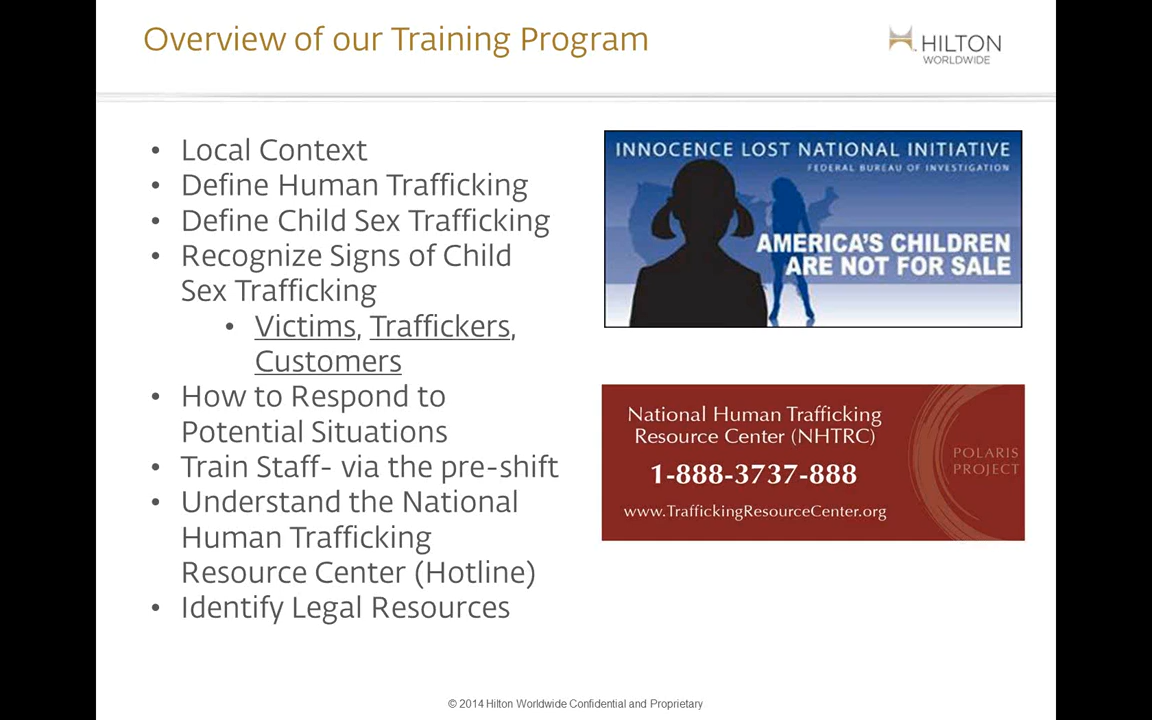 Overview of our Training Program
HILTON
WORLDWIDE
• Local Context
• Define Human Trafficking
• Define Child Sex Trafficking
• Recognize Signs of Child
Sex Trafficking
• Victims, Traffickers,
Customers
• How to Respond to
Potential Situations
• Train Staff- via the pre-shift
• Understand the National
Human Trafficking
Resource Center (Hotline)
• Identify Legal Resources
INNOCENCE LOST NATIONAL INITIATIVE
FEDERAL BUREAU OF INVESTIGATION
AMERICA'S CHILDREN
ARE NOT FOR SALE
National Human Trafficking
Resource Center (NHTRC)
1-888-3737-888
www.TraffickingResourceCenter.org
POLARIS
PROJECT
© 2014 Hilton Worldwide Confidential and Proprietary